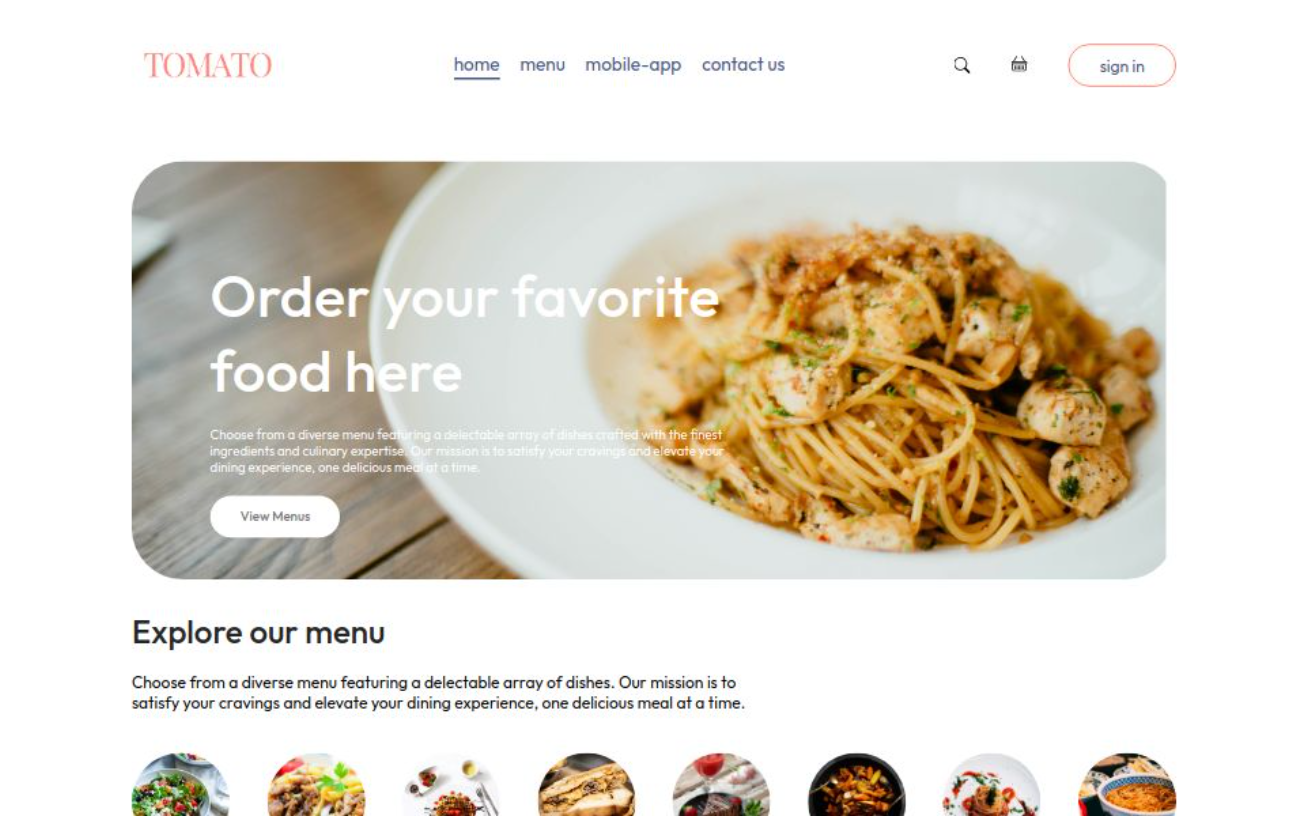 TOMATO
home menu mobile-app contact us
sign in
Order your favorite
food here
Choose from a diverse menu featuring a delectable array of dishes crafted with the finest
ingredients and culinary expertise. Our mission is to satisfy your cravings and elevate your
dining experience, one delicious meal at a time.
View Menus
Explore our menu
Choose from a diverse menu featuring a delectable array of dishes. Our mission is to
satisfy your cravings and elevate your dining experience, one delicious meal at a time.